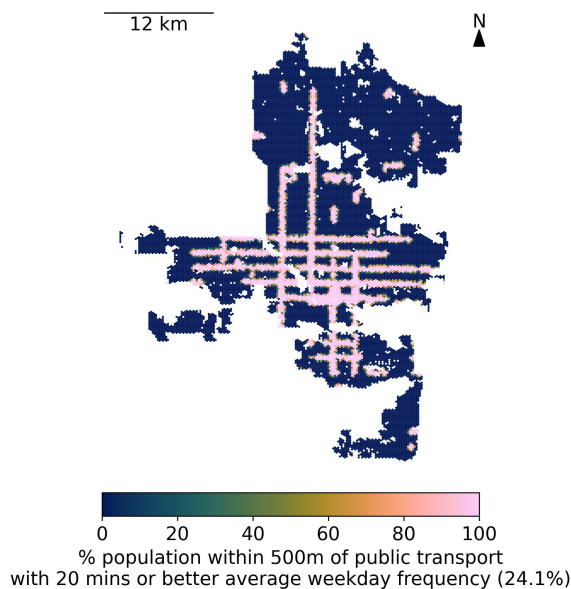 12 km
N
0 20 40 60 80 100
% population within 500m of public transport
with 20 mins or better average weekday frequency (24.1%)